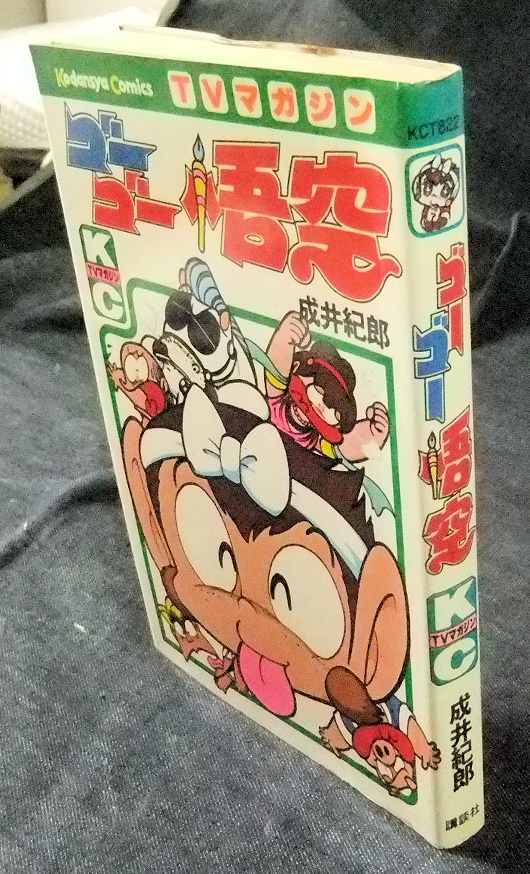 Kodansya Comics TVマガジン
ゴーゴー悟空
KC
TVマガジン
成井紀郎
KCT822
ゴーゴー悟空
KC
TVマガジン
成井紀郎
講談社